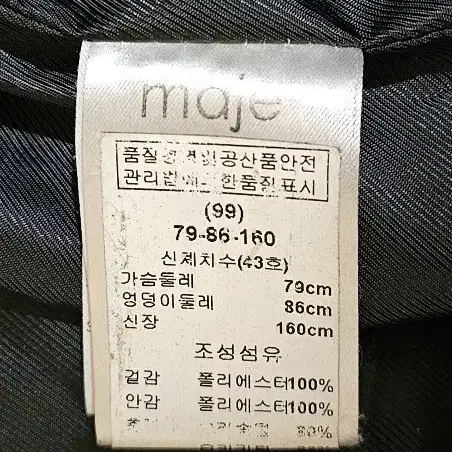 maje
품질경영및공산품안전
관리법에의한품질표시
(99)
79-86-160
신체치수(43호)
가슴둘레 79cm
엉덩이둘레 86cm
신장 160cm
조성섬유
겉감 폴리에스터100%
안감 폴리에스터100%